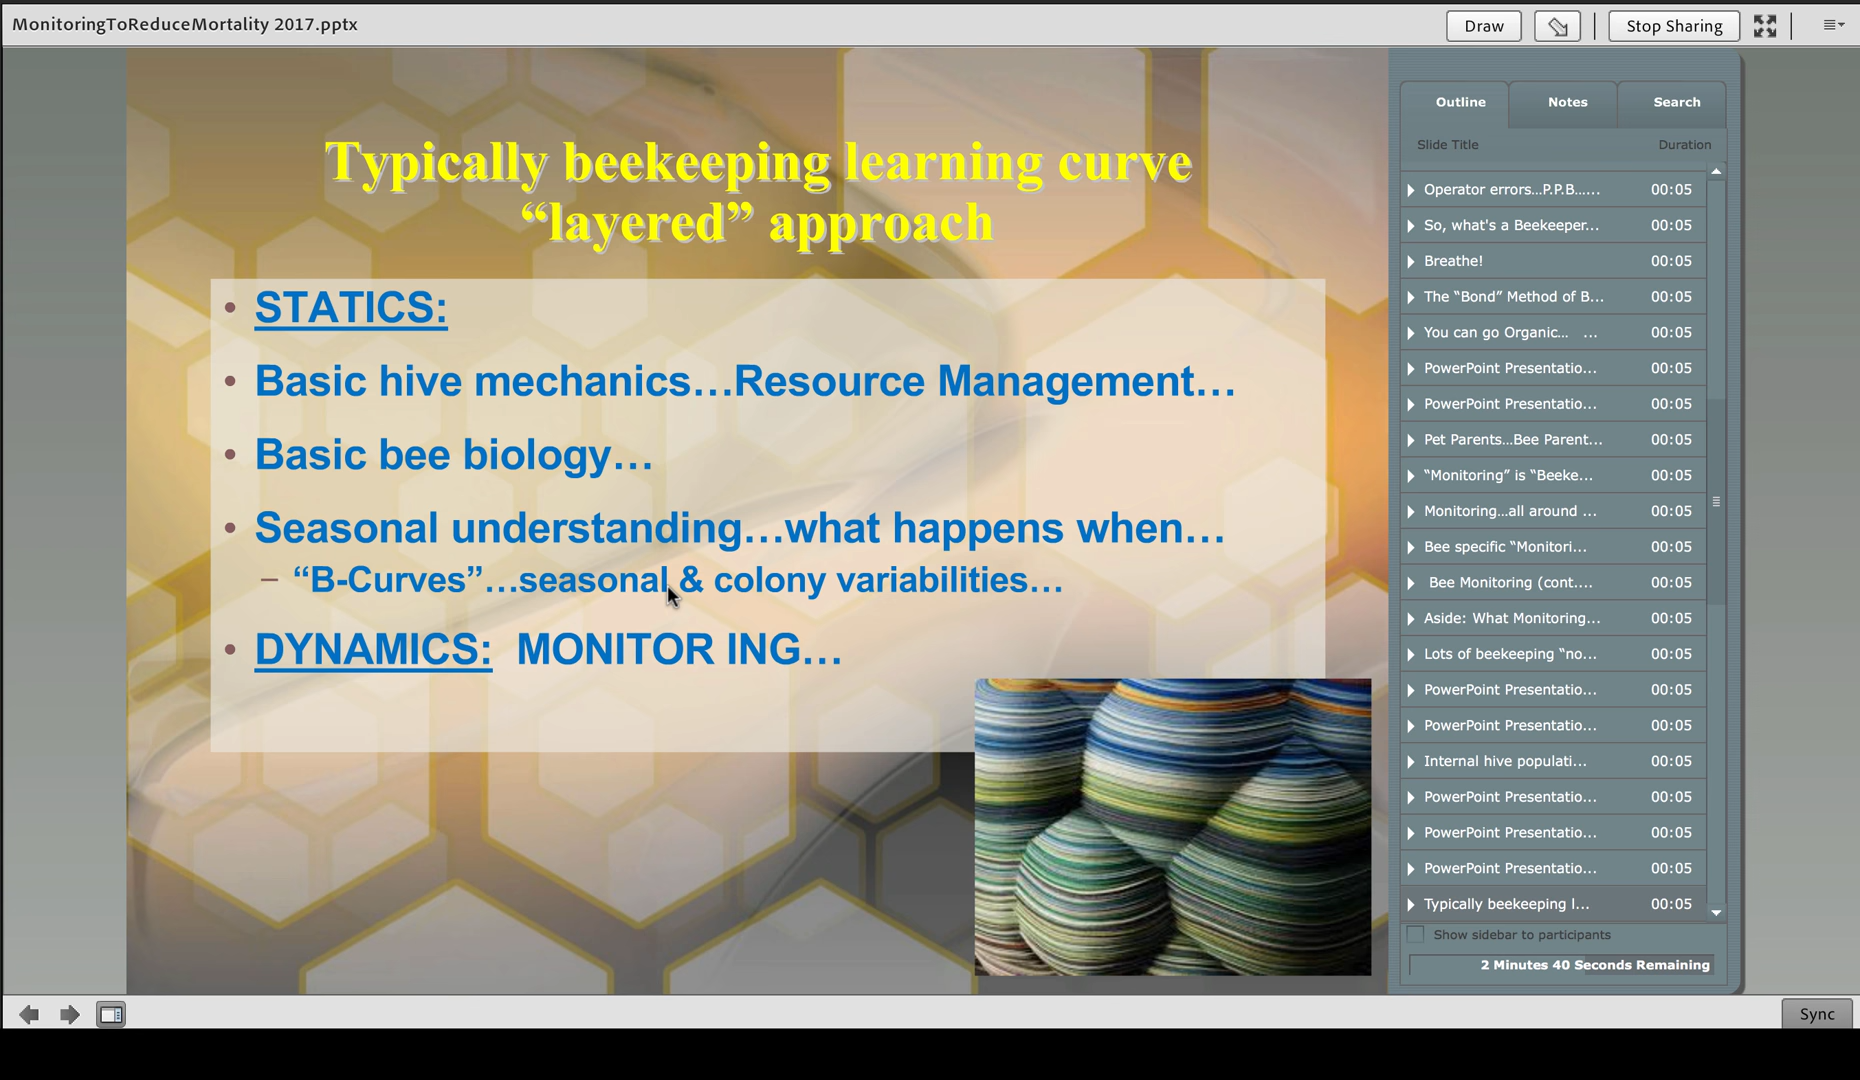 MonitoringToReduceMortality 2017.pptx
Draw
Stop Sharing
Typically beekeeping learning curve
“layered” approach
• STATICS:
• Basic hive mechanics…Resource Management…
• Basic bee biology…
• Seasonal understanding…what happens when…
– “B-Curves”…seasonal & colony variabilities…
• DYNAMICS: MONITOR ING…
Outline Notes Search
Slide Title Duration
Operator errors...P.P.B...... 00:05
So, what's a Beekeeper... 00:05
Breathe! 00:05
The “Bond” Method of B... 00:05
You can go Organic... ... 00:05
PowerPoint Presentatio... 00:05
PowerPoint Presentatio... 00:05
Pet Parents...Bee Parent... 00:05
“Monitoring” is “Beeke... 00:05
Monitoring...all around ... 00:05
Bee specific “Monitori... 00:05
Bee Monitoring (cont.... 00:05
Aside: What Monitoring... 00:05
Lots of beekeeping “no... 00:05
PowerPoint Presentatio... 00:05
PowerPoint Presentatio... 00:05
Internal hive populati... 00:05
PowerPoint Presentatio... 00:05
PowerPoint Presentatio... 00:05
PowerPoint Presentatio... 00:05
Typically beekeeping l... 00:05
Show sidebar to participants
2 Minutes 40 Seconds Remaining
Sync